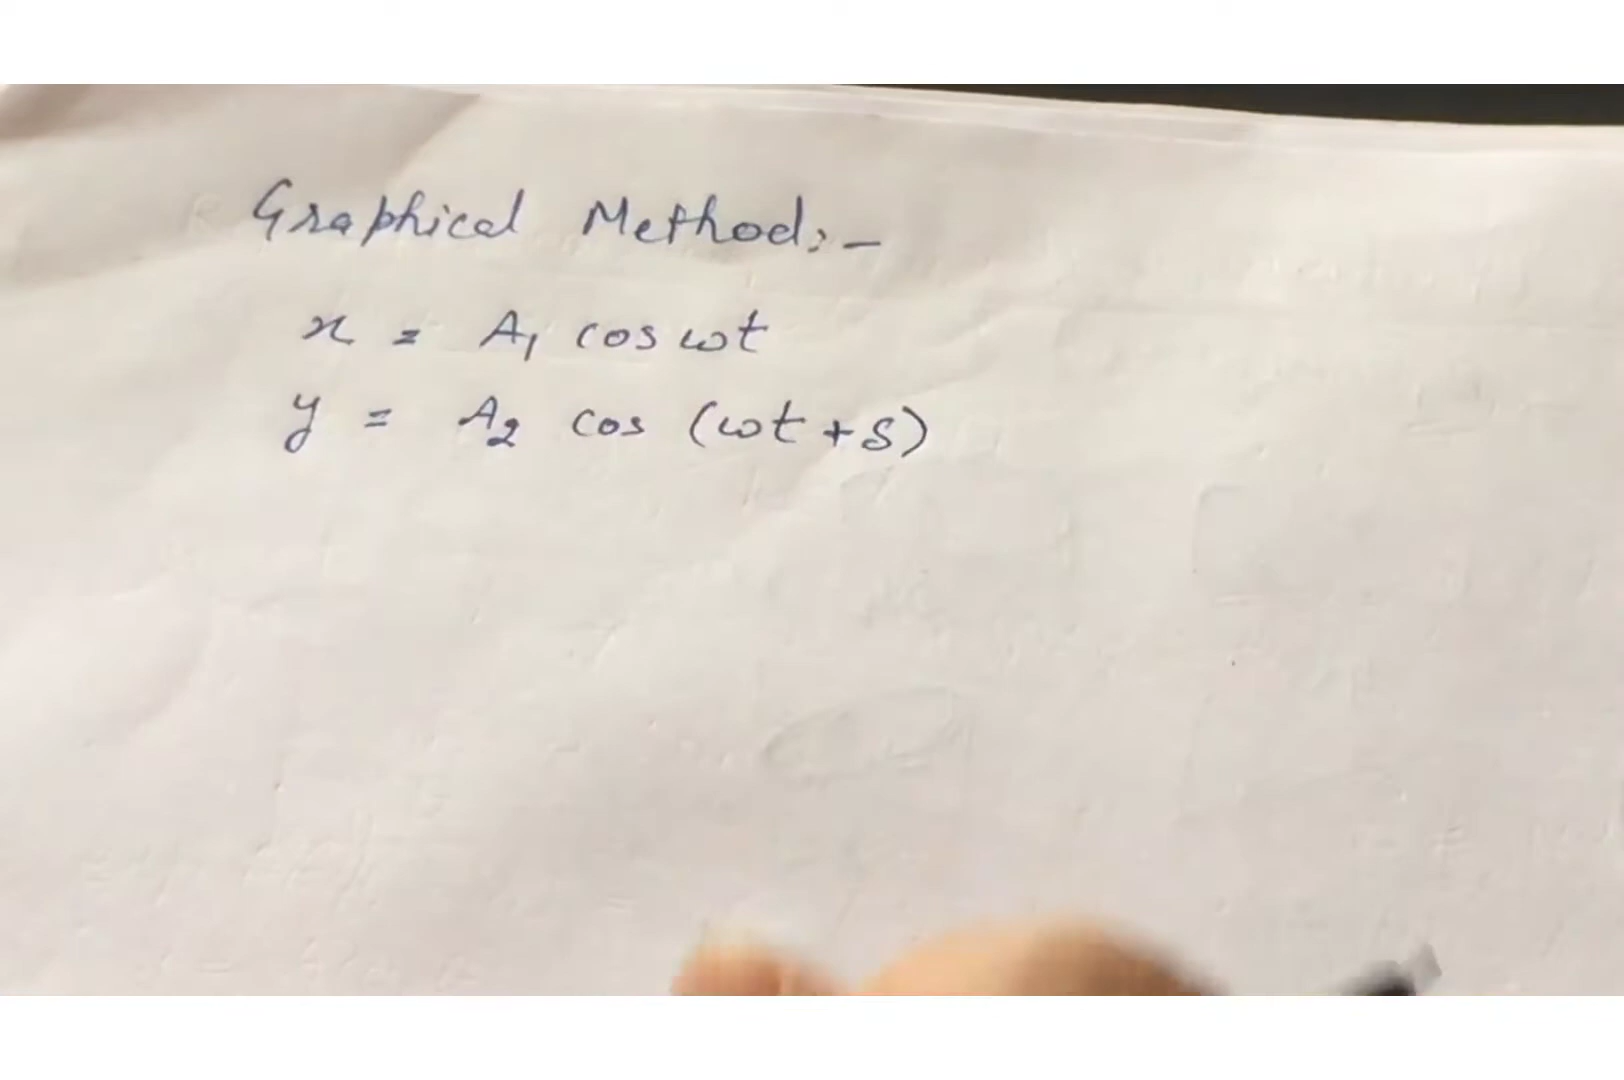 Graphical Method:-
x = A₁ cos ωt
y = A₂ cos (ωt + δ)